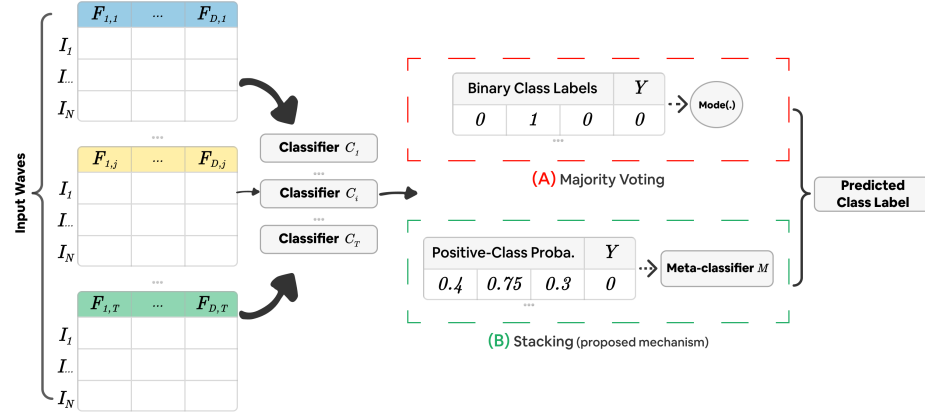 Input Waves
F1,1 ... FD,1
I1
I...
IN
...
F1,j ... FD,j
I1
I...
IN
...
F1,T ... FD,T
I1
I...
IN
Classifier C1
...
Classifier Ci
...
Classifier CT
Binary Class Labels Y
0 1 0 0
...
Mode(.)
(A) Majority Voting
Positive-Class Proba. Y
0.4 0.75 0.3 0
...
Meta-classifier M
(B) Stacking (proposed mechanism)
Predicted
Class Label